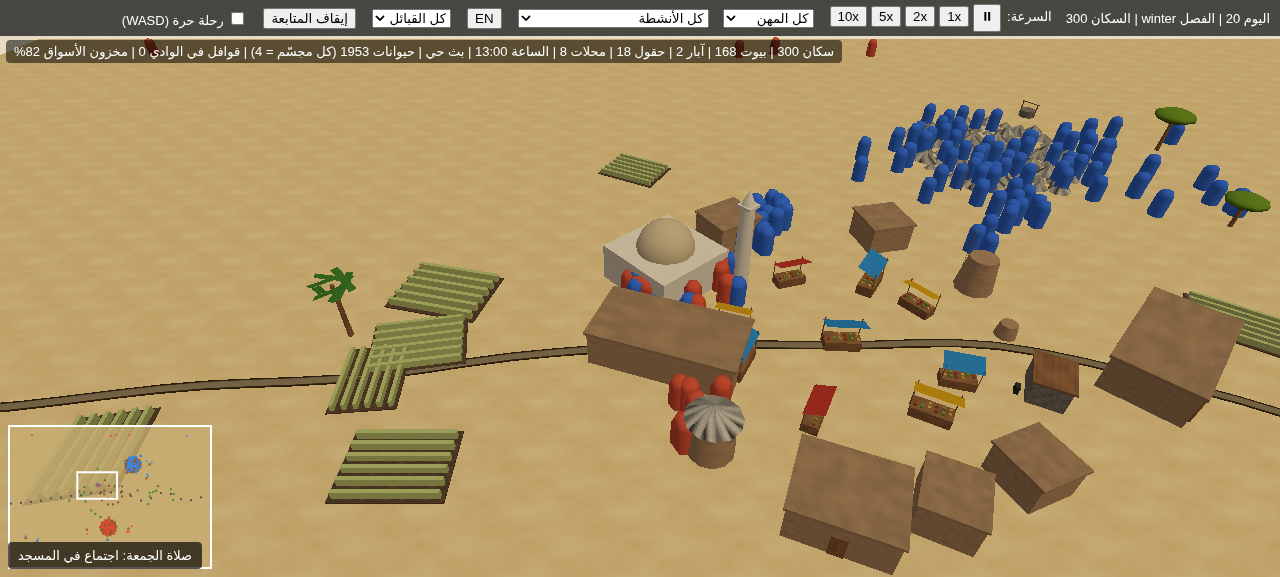 اليوم 20 | الفصل winter | السكان 300
السرعة: ⏸ 1x 2x 5x 10x كل المهن كل الأنشطة EN كل القبائل إيقاف المتابعة رحلة حرة (WASD)
سكان 300 | بيوت 168 | آبار 2 | حقول 18 | محلات 8 | الساعة 13:00 | بث حي | حيوانات 1953 (كل مجسّم = 4) | قوافل في الوادي 0 | مخزون الأسواق 82%
صلاة الجمعة: اجتماع في المسجد